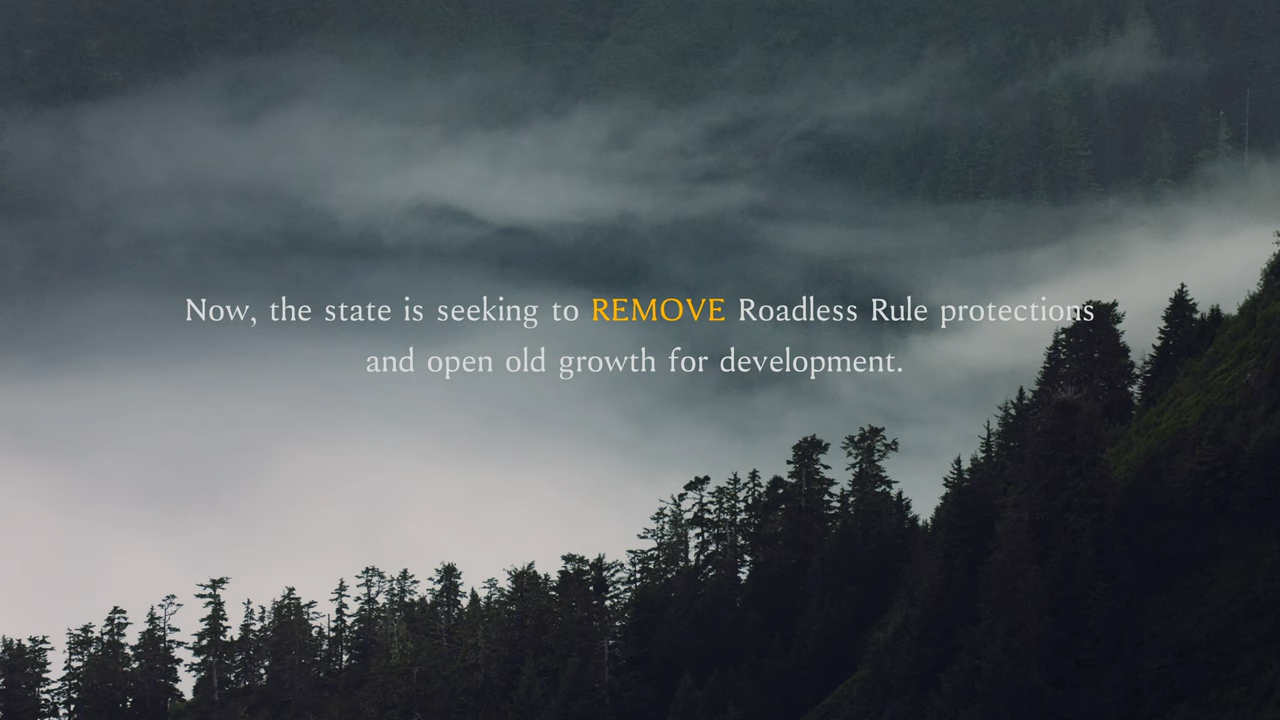 Now, the state is seeking to REMOVE Roadless Rule protections
and open old growth for development.